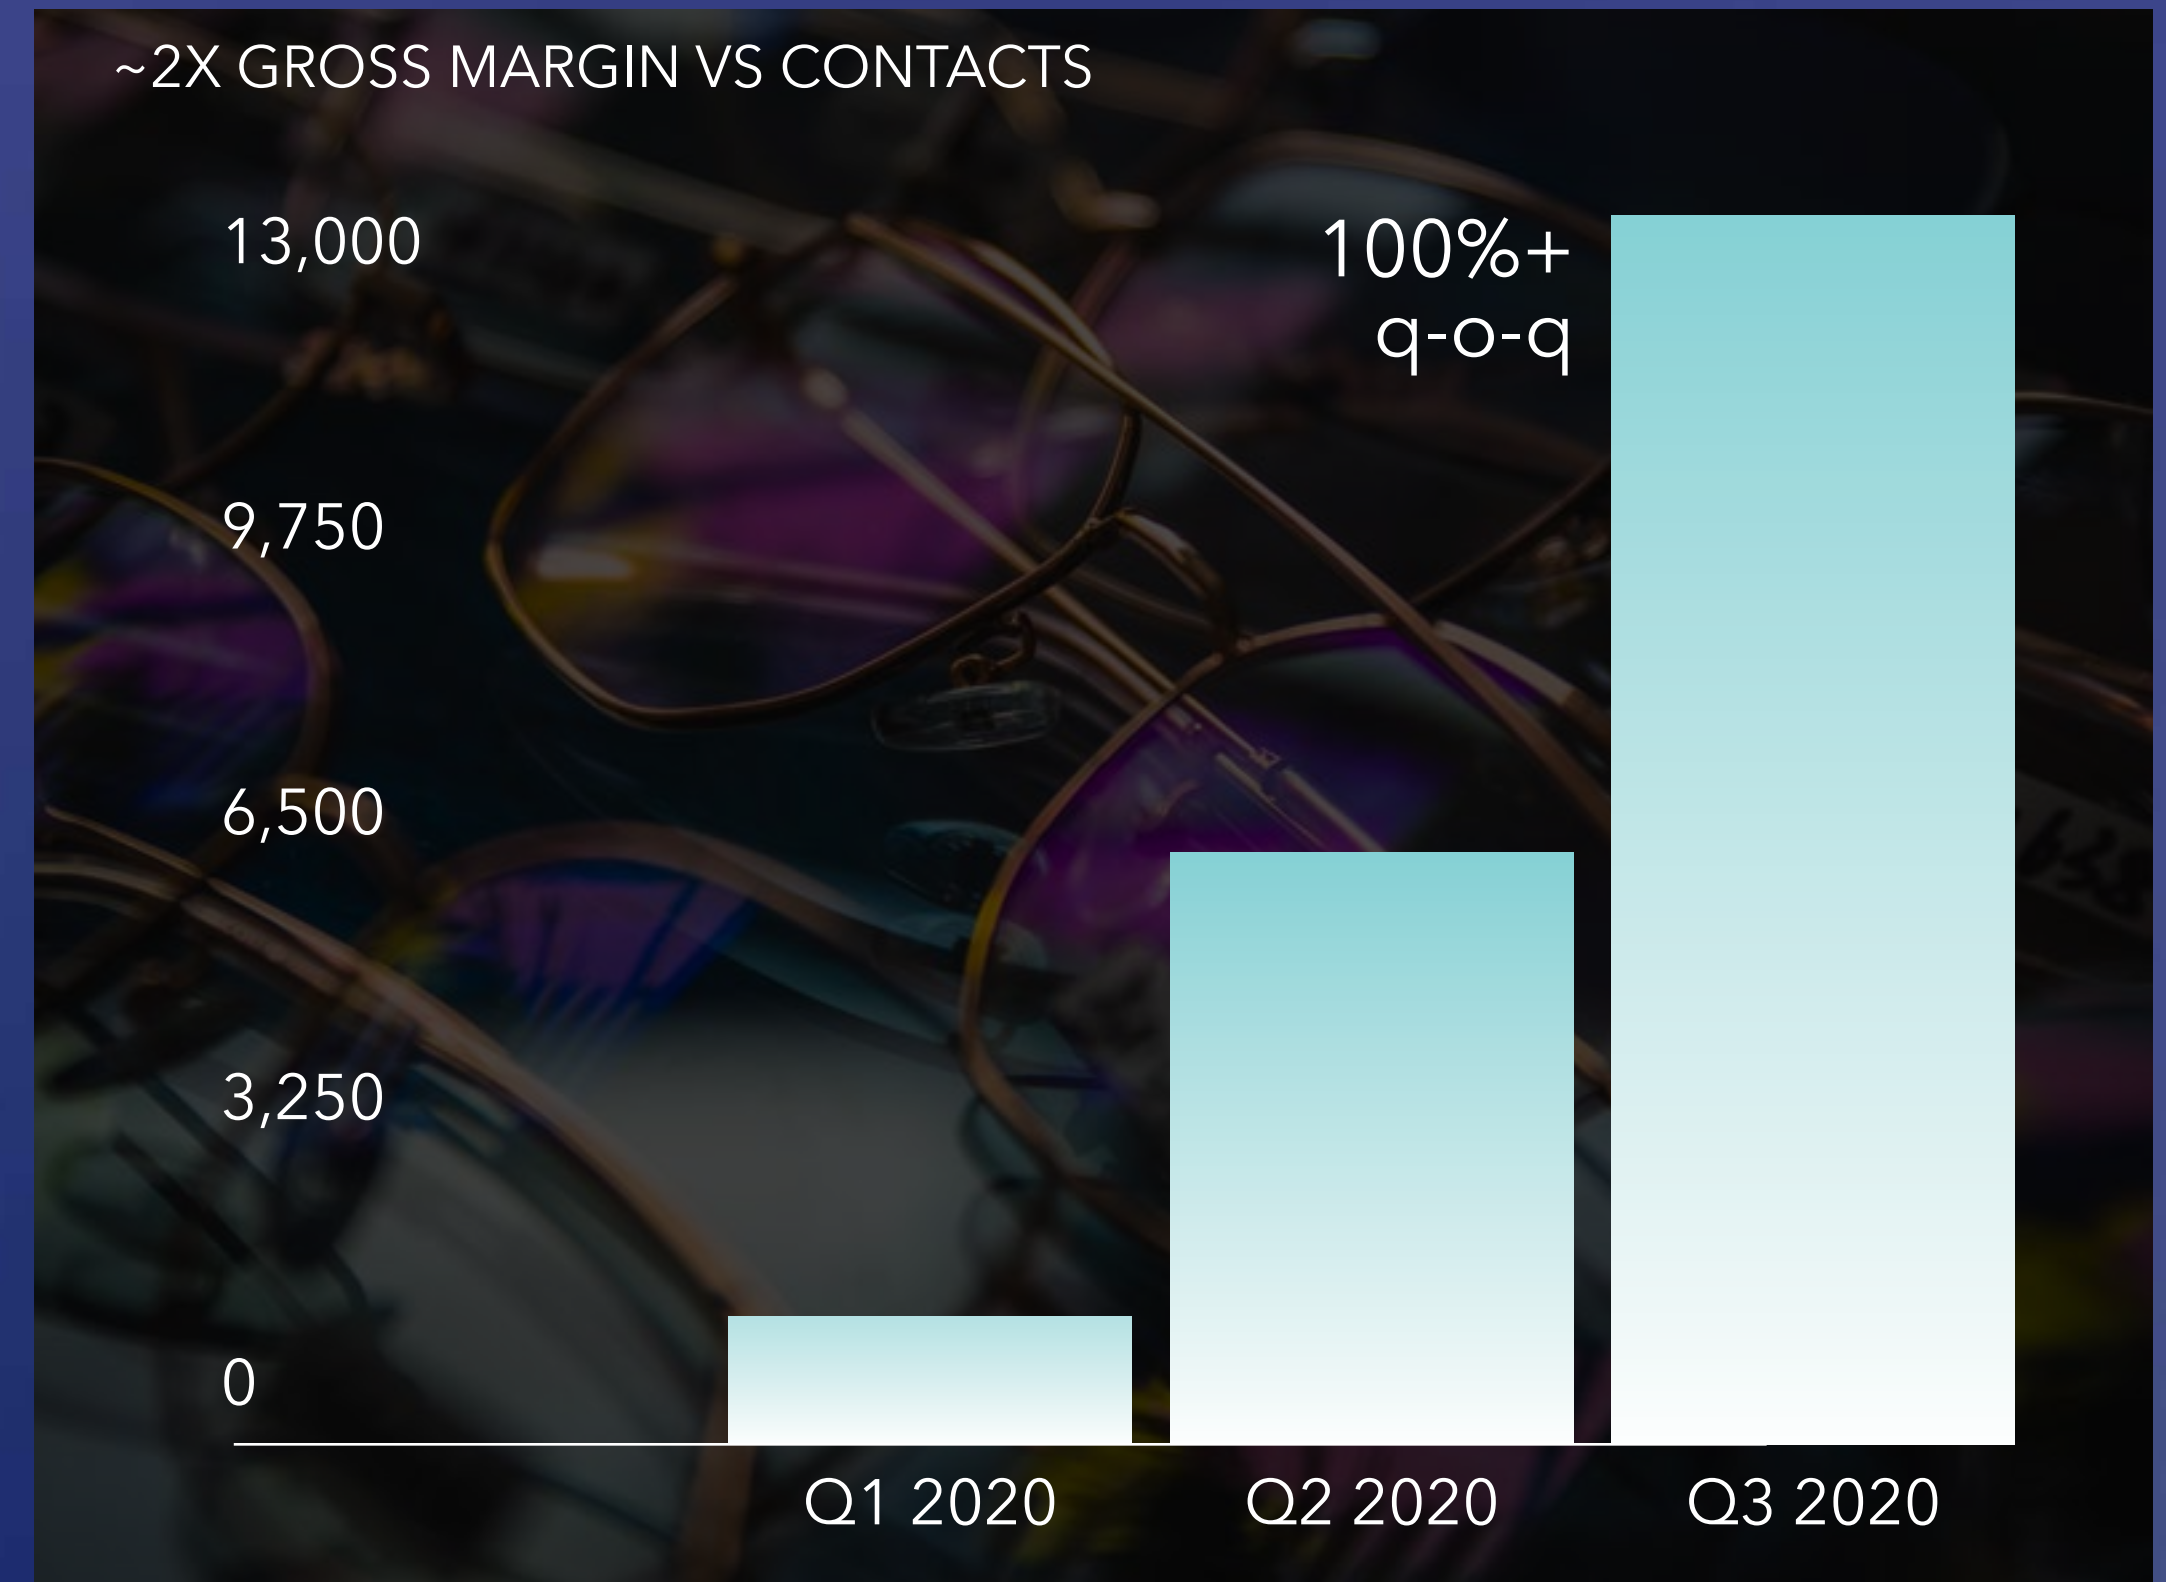 ~2X GROSS MARGIN VS CONTACTS
13,000
100%+
q-o-q
9,750
6,500
3,250
0
Q1 2020
Q2 2020
Q3 2020